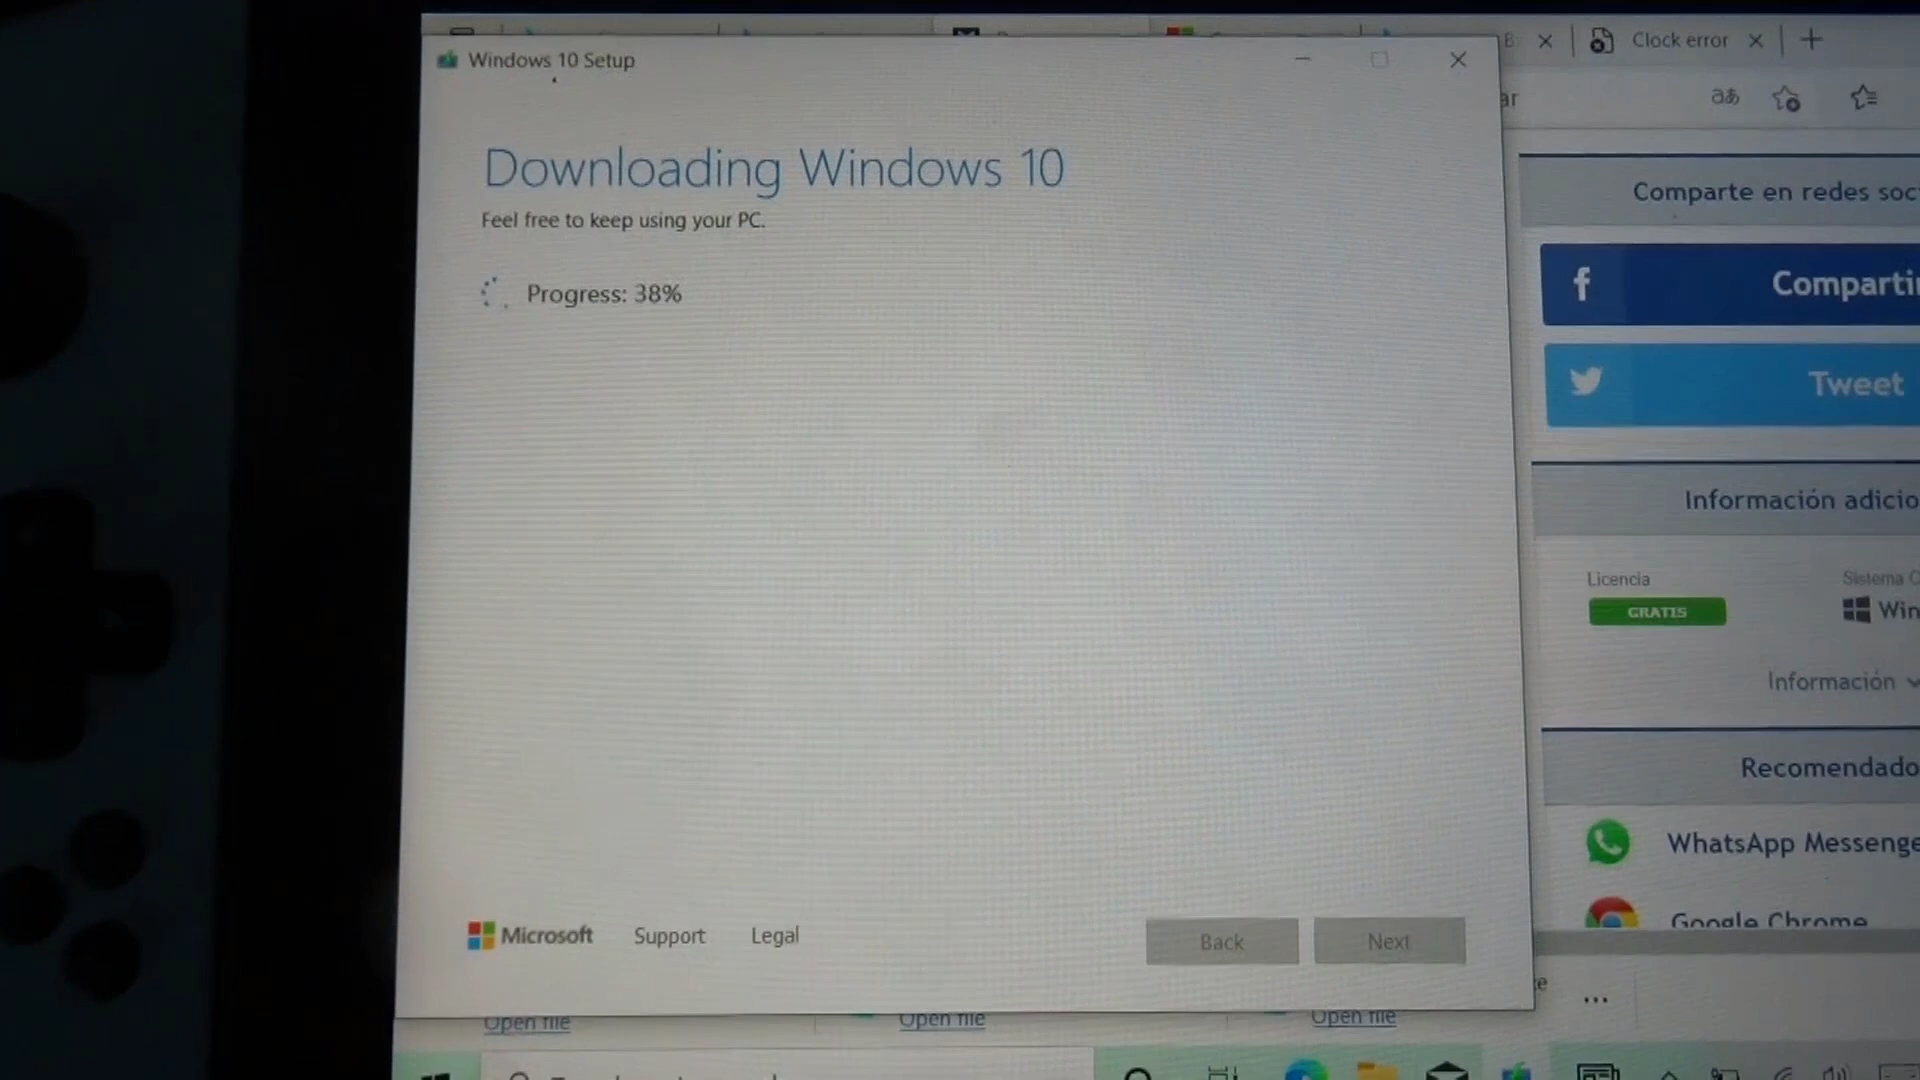 Windows 10 Setup
Clock error
Downloading Windows 10
Feel free to keep using your PC.
Progress: 38%
Comparte en redes soc
Compartir
Tweet
Información adicio
Licencia
Sistema O
GRATIS
Win
Información
Recomendado
WhatsApp Messenge
Google Chrome
Microsoft Support Legal
Back Next
Open file Open file Open file